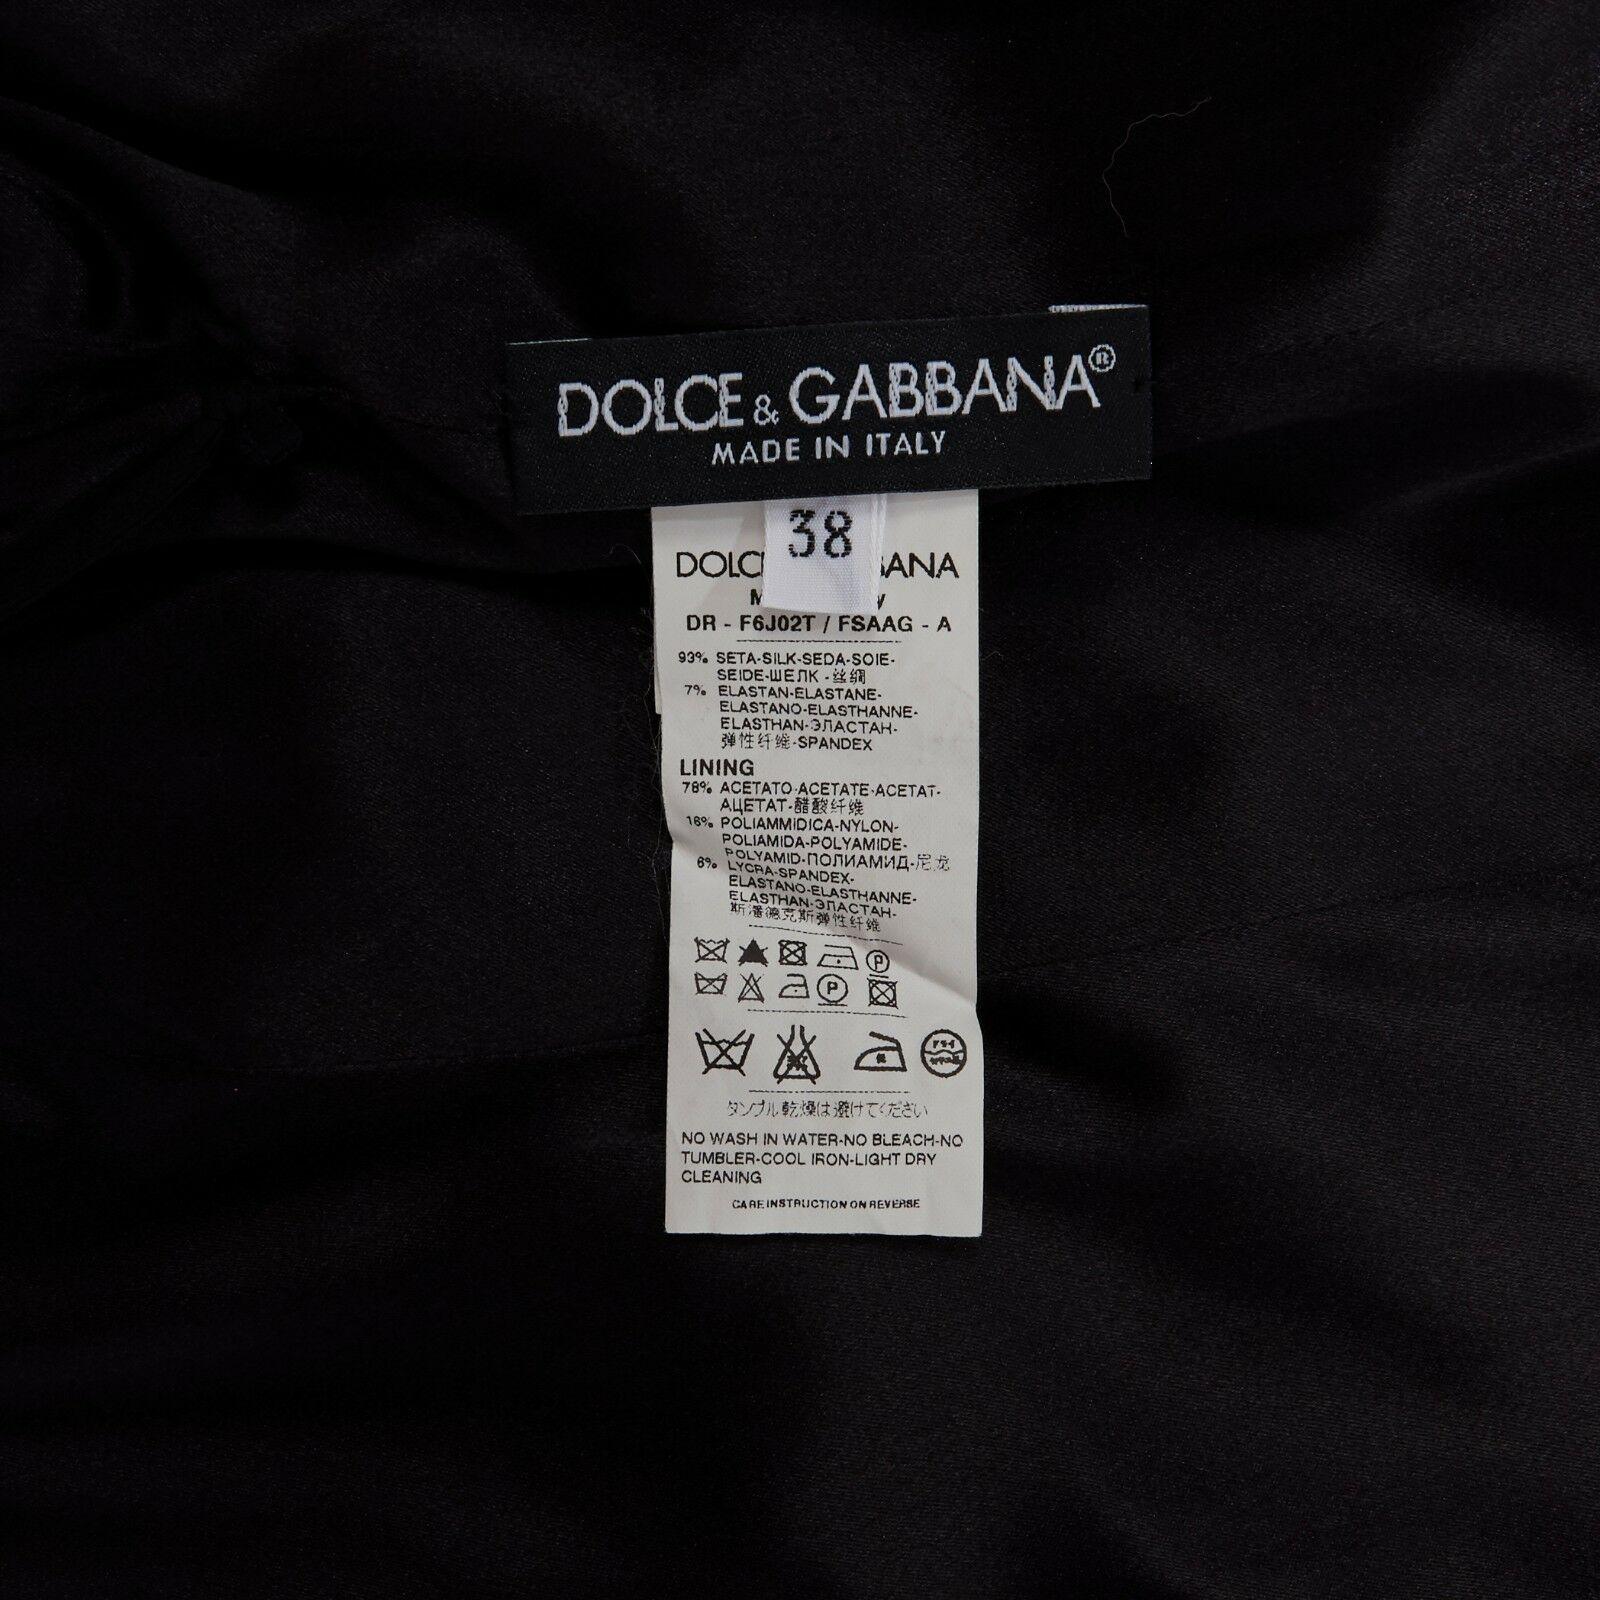 DOLCE & GABBANA®
MADE IN ITALY
38
DR - F6J02T / FSAAG - A
93% SETA-SILK-SEDA-SOIE-
SEIDE-ШЕЛК-丝绸
7% ELASTAN-ELASTANE-
ELASTANO-ELASTHANNE-
ELASTHAN-ЭЛАСТАН-
弹性纤维-SPANDEX
LINING
78% ACETATO-ACETATE-ACETAT-
АЦЕТАТ-醋酸纤维
16% POLIAMMIDICA-NYLON-
POLIAMIDA-POLYAMIDE-
POLYAMID-ПОЛИАМИД-尼龙
6% LYCRA-SPANDEX-
ELASTANO-ELASTHANNE-
ELASTHAN-ЭЛАСТАН-
斯潘德克斯弹性纤维
P
P
タンブル乾燥は避けてください
NO WASH IN WATER-NO BLEACH-NO
TUMBLER-COOL IRON-LIGHT DRY
CLEANING
CARE INSTRUCTION ON REVERSE